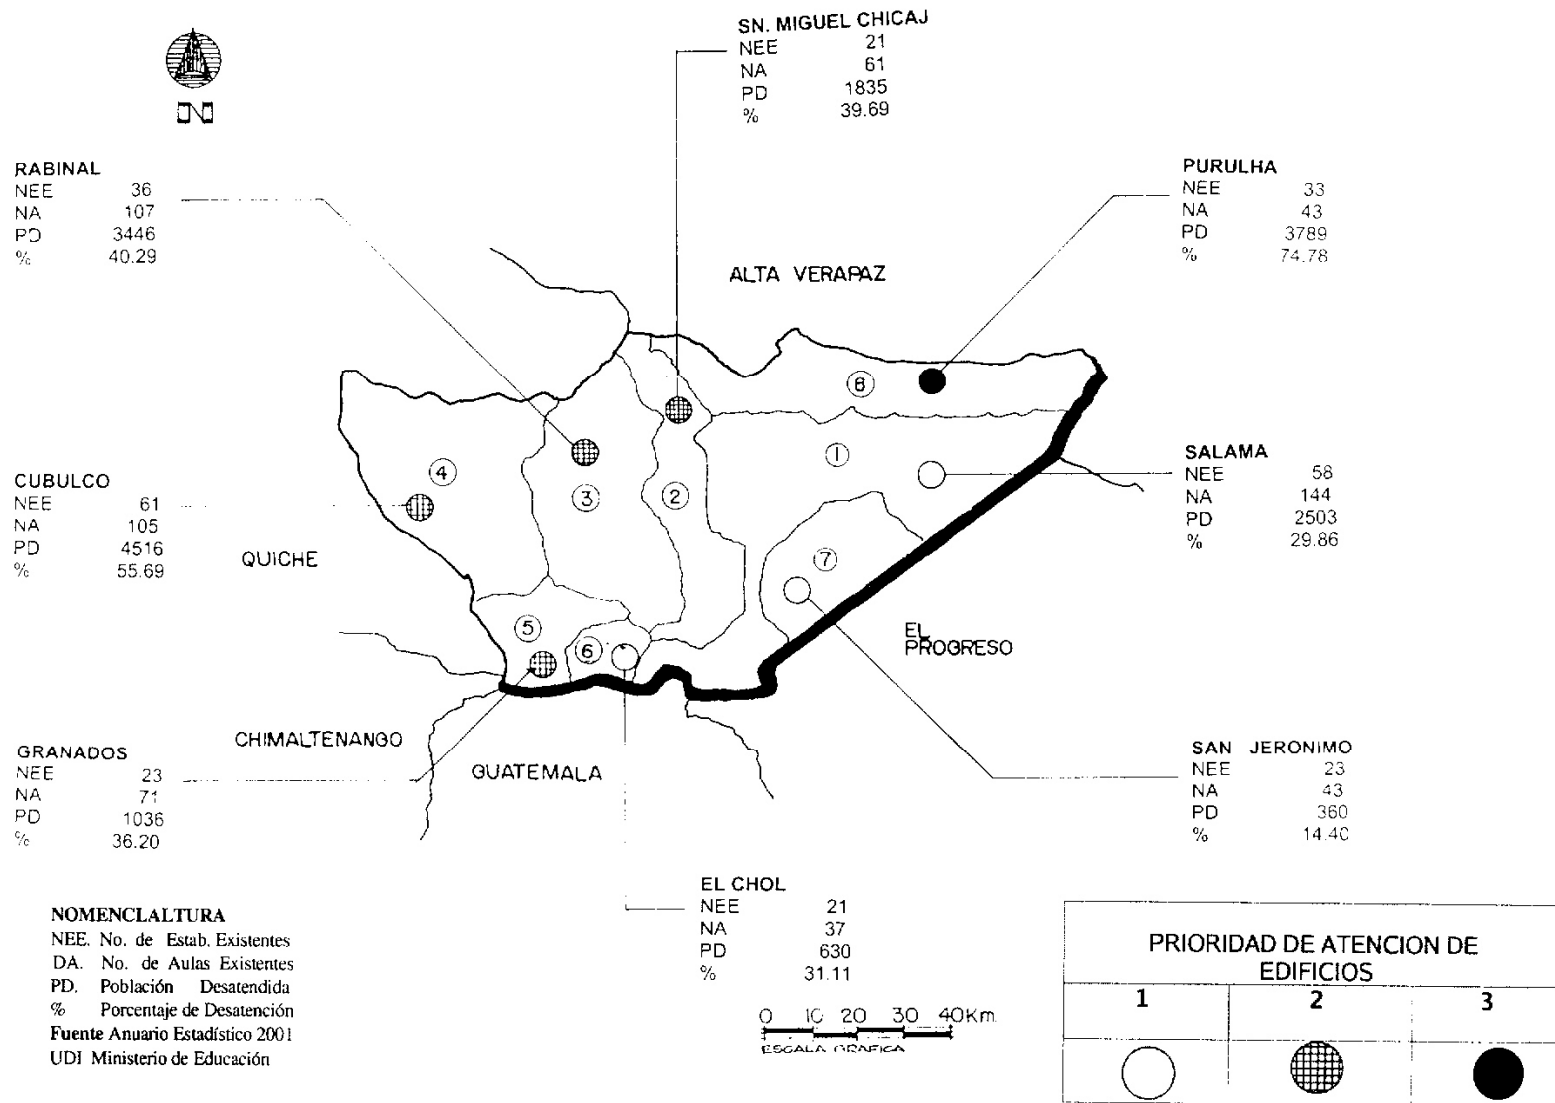 SN. MIGUEL CHICAJ
NEE 21
NA 61
PD 1835
% 39.69
N
RABINAL
NEE 36
NA 107
PD 3446
% 40.29
PURULHA
NEE 33
NA 43
PD 3789
% 74.78
ALTA VERAPAZ
8
SALAMA
NEE 58
NA 144
PD 2503
% 29.86
1
4
3
2
CUBULCO
NEE 61
NA 105
PD 4516
% 55.69
QUICHE
7
5
6
EL
PROGRESO
GRANADOS
NEE 23
NA 71
PD 1036
% 36.20
CHIMALTENANGO
GUATEMALA
SAN JERONIMO
NEE 23
NA 43
PD 360
% 14.40
EL CHOL
NEE 21
NA 37
PD 630
% 31.11
NOMENCLALTURA
NEE. No. de Estab. Existentes
DA. No. de Aulas Existentes
PD. Población Desatendida
% Porcentaje de Desatención
Fuente Anuario Estadístico 2001
UDI Ministerio de Educación
0 10 20 30 40Km.
ESCALA GRAFICA
PRIORIDAD DE ATENCION DE
EDIFICIOS
1 2 3